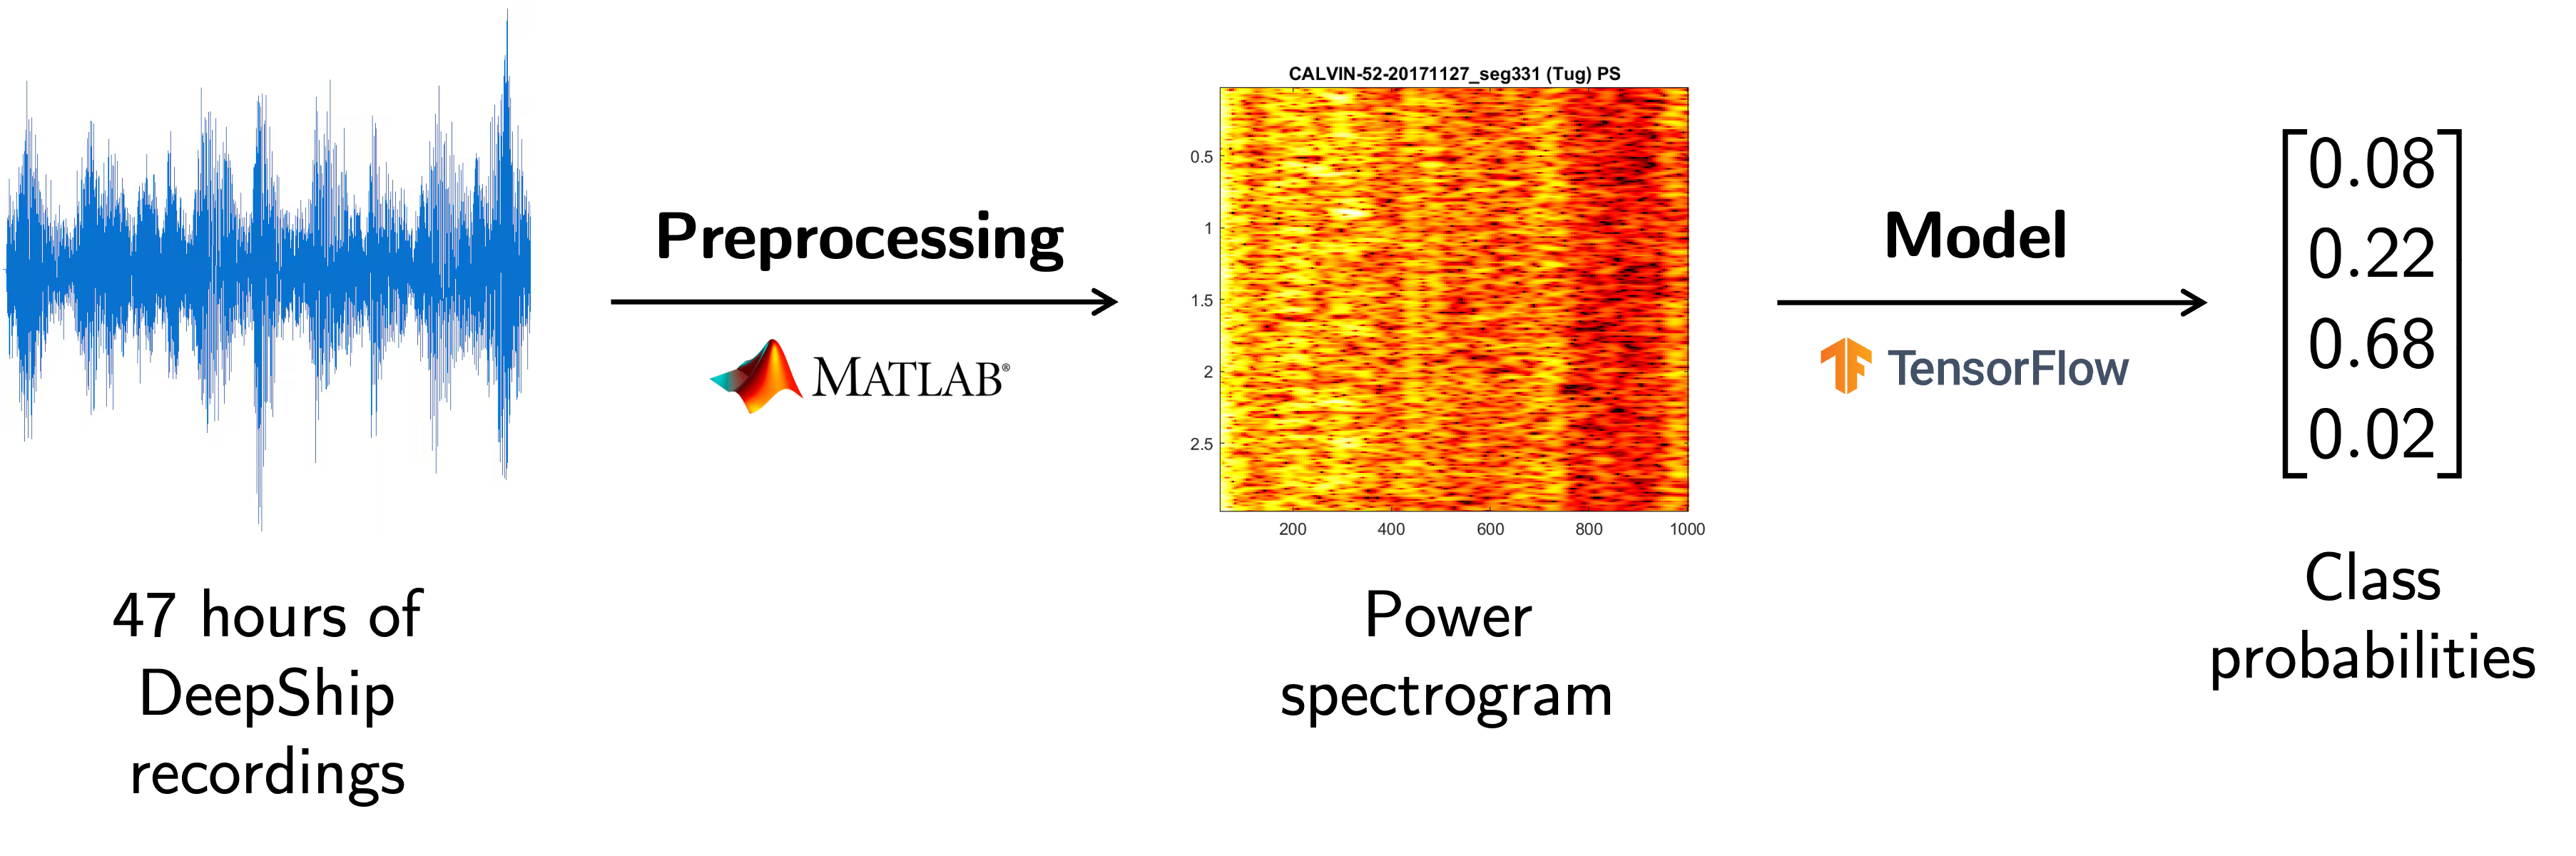 CALVIN-52-20171127_seg331 (Tug) PS
0.5
1
1.5
2
2.5
200 400 600 800 1000
Preprocessing
MATLAB®
Model
TensorFlow
0.08
0.22
0.68
0.02
47 hours of
DeepShip
recordings
Power
spectrogram
Class
probabilities